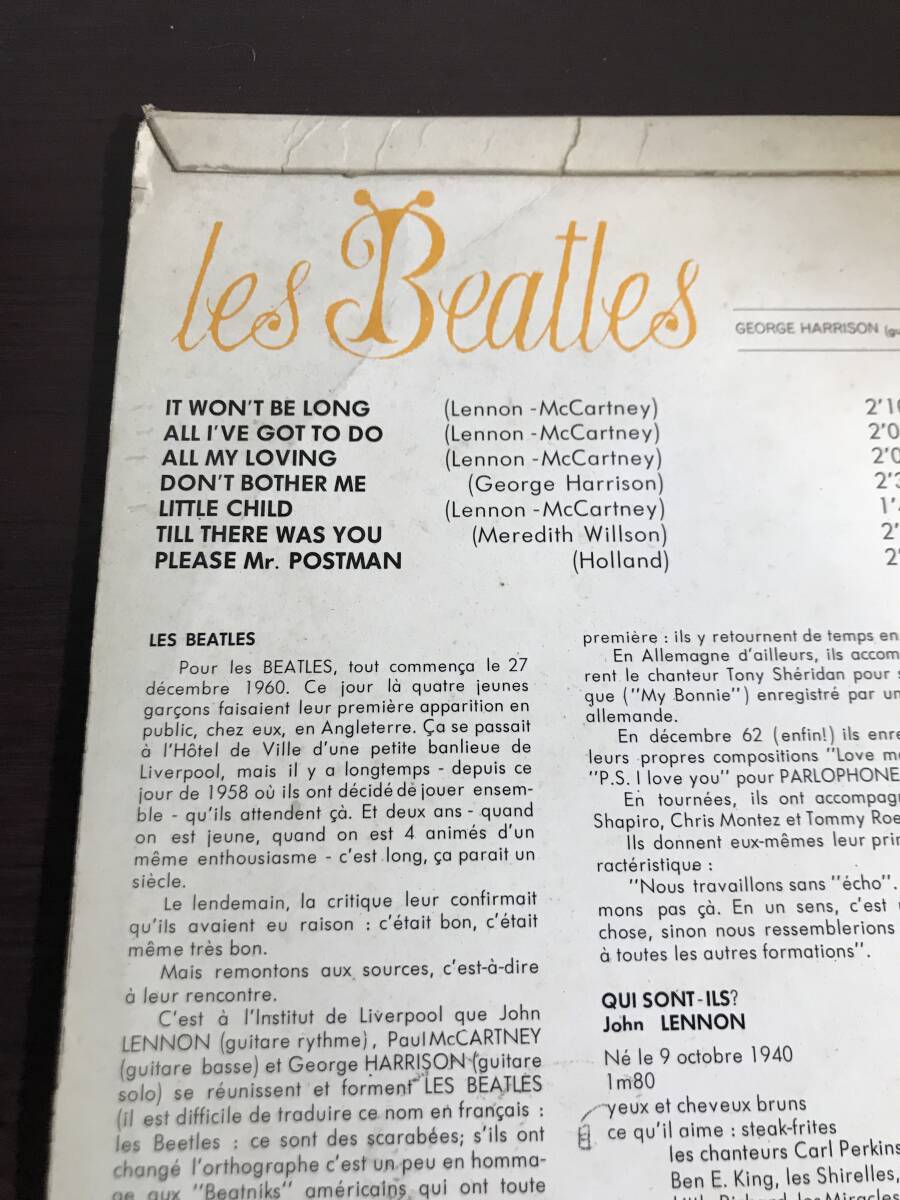 les Beatles
GEORGE HARRISON
IT WON'T BE LONG (Lennon -McCartney)
ALL I'VE GOT TO DO (Lennon -McCartney)
ALL MY LOVING (Lennon -McCartney)
DON'T BOTHER ME (George Harrison)
LITTLE CHILD (Lennon -McCartney)
TILL THERE WAS YOU (Meredith Willson)
PLEASE Mr. POSTMAN (Holland)
LES BEATLES
Pour les BEATLES, tout commença le 27
décembre 1960. Ce jour là quatre jeunes
garçons faisaient leur première apparition en
public, chez eux, en Angleterre. Ça se passait
à l'Hôtel de Ville d'une petite banlieue de
Liverpool, mais il y a longtemps - depuis ce
jour de 1958 où ils ont décidé de jouer ensem-
ble - qu'ils attendent çà. Et deux ans - quand
on est jeune, quand on est 4 animés d'un
même enthousiasme - c'est long, ça parait un
siècle.
Le lendemain, la critique leur confirmait
qu'ils avaient eu raison : c'était bon, c'était
même très bon.
Mais remontons aux sources, c'est-à-dire
à leur rencontre.
C'est à l'Institut de Liverpool que John
LENNON (guitare rythme), Paul McCARTNEY
(guitare basse) et George HARRISON (guitare
solo) se réunissent et forment LES BEATLES
(il est difficile de traduire ce nom en français :
les Beetles : ce sont des scarabées; s'ils ont
changé l'orthographe c'est un peu en homma-
ge aux "Beatniks" américains qui ont toute
première : ils y retournent de temps en
En Allemagne d'ailleurs, ils accom
rent le chanteur Tony Shéridan pour
que ("My Bonnie") enregistré par un
allemande.
En décembre 62 (enfin!) ils enre
leurs propres compositions "Love m
"P.S. I love you" pour PARLOPHONE
En tournées, ils ont accompag
Shapiro, Chris Montez et Tommy Roe
Ils donnent eux-mêmes leur prin
ractéristique :
"Nous travaillons sans "écho".
mons pas çà. En un sens, c'est
chose, sinon nous ressemblerions
à toutes les autres formations".
QUI SONT-ILS?
John LENNON
Né le 9 octobre 1940
1m80
yeux et cheveux bruns
ce qu'il aime : steak-frites
les chanteurs Carl Perkins
Ben E. King, les Shirelles,
les Miracles